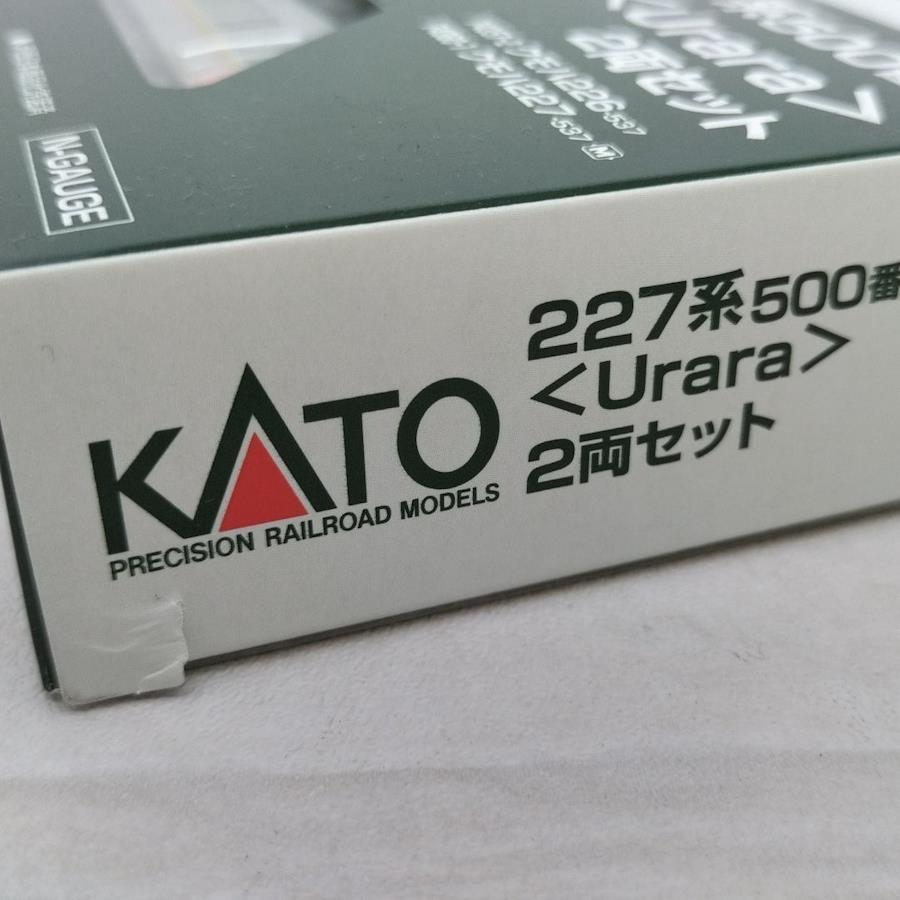 <Urara>
2両セット
クモハ226-537
クモハ227-537 M
N-GAUGE
KATO
PRECISION RAILROAD MODELS
227系500番
<Urara>
2両セット